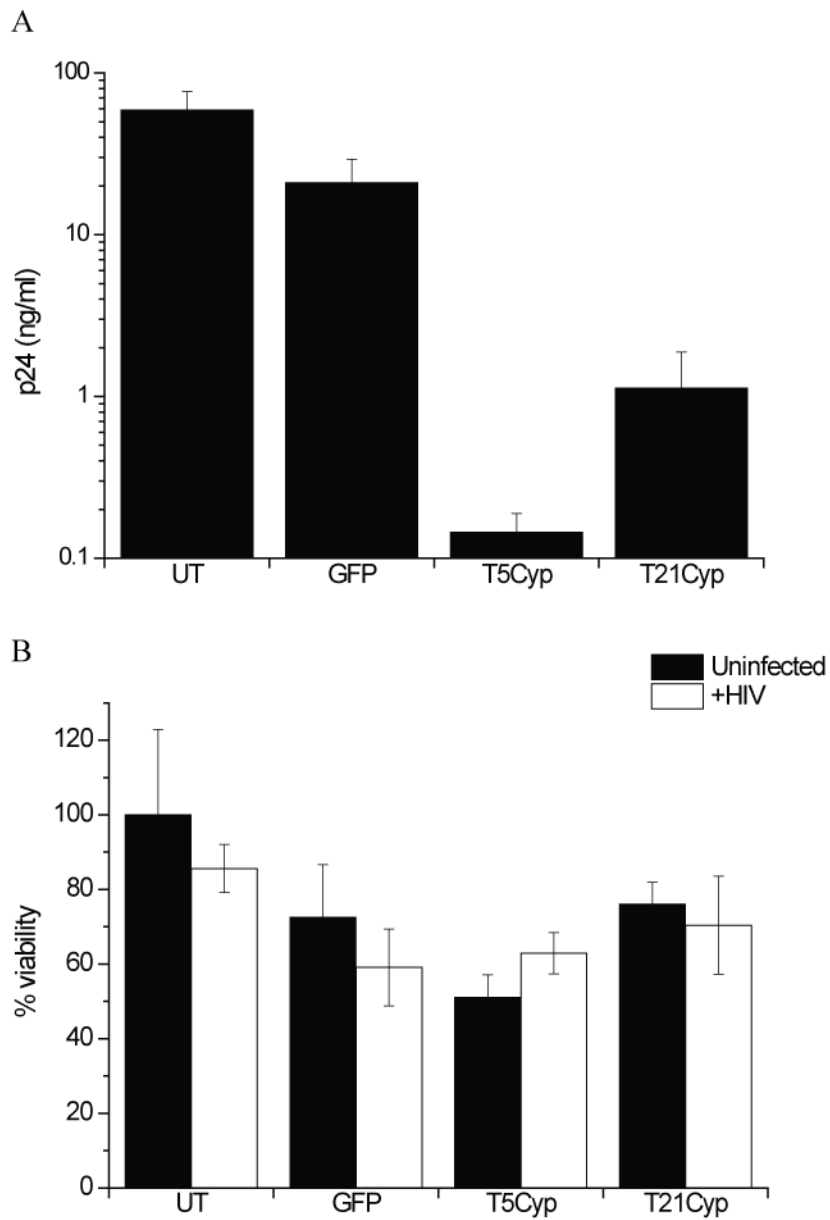 A
100
10
1
0.1
p24 (ng/ml)
UT GFP T5Cyp T21Cyp
B
Uninfected
+HIV
120
100
80
60
40
20
0
% viability
UT GFP T5Cyp T21Cyp